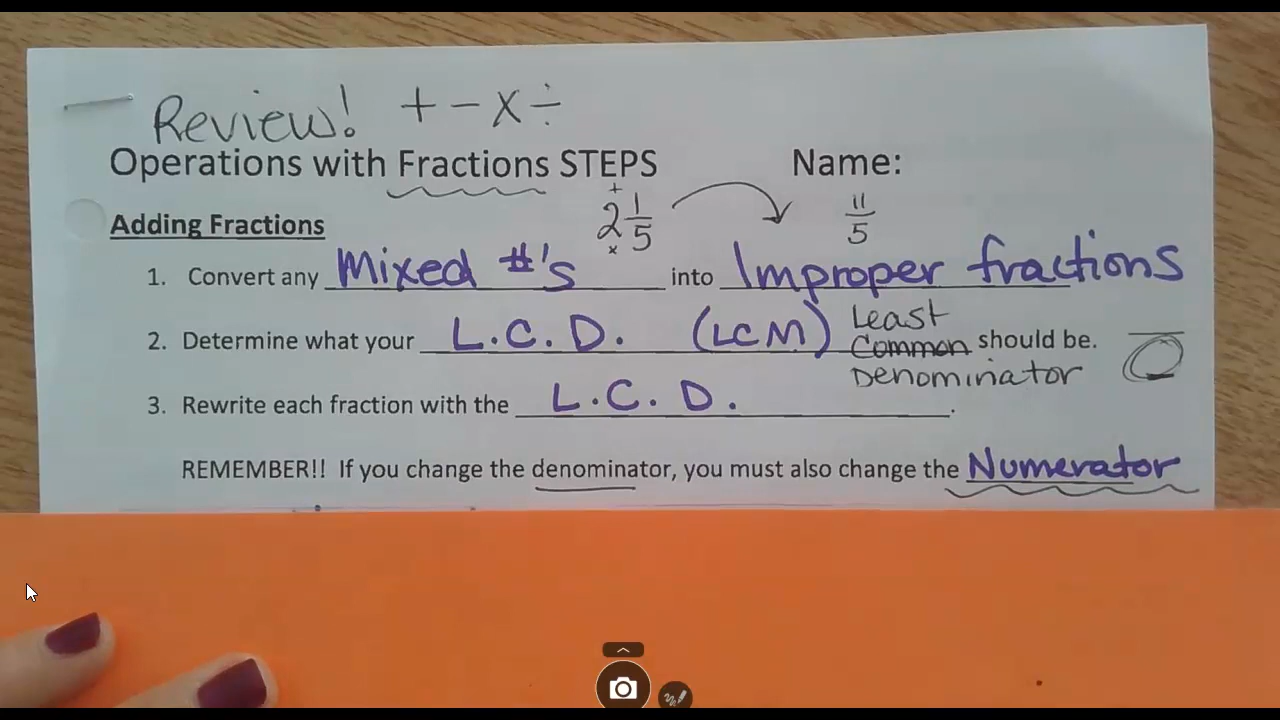 Review! + − x ÷
Operations with Fractions STEPS Name:
+
2 1/5 11/5
x
Adding Fractions
1. Convert any Mixed #'s into Improper fractions
Least
2. Determine what your L.C.D. (LCM) Common should be.
Denominator
3. Rewrite each fraction with the L.C.D.
REMEMBER!! If you change the denominator, you must also change the Numerator